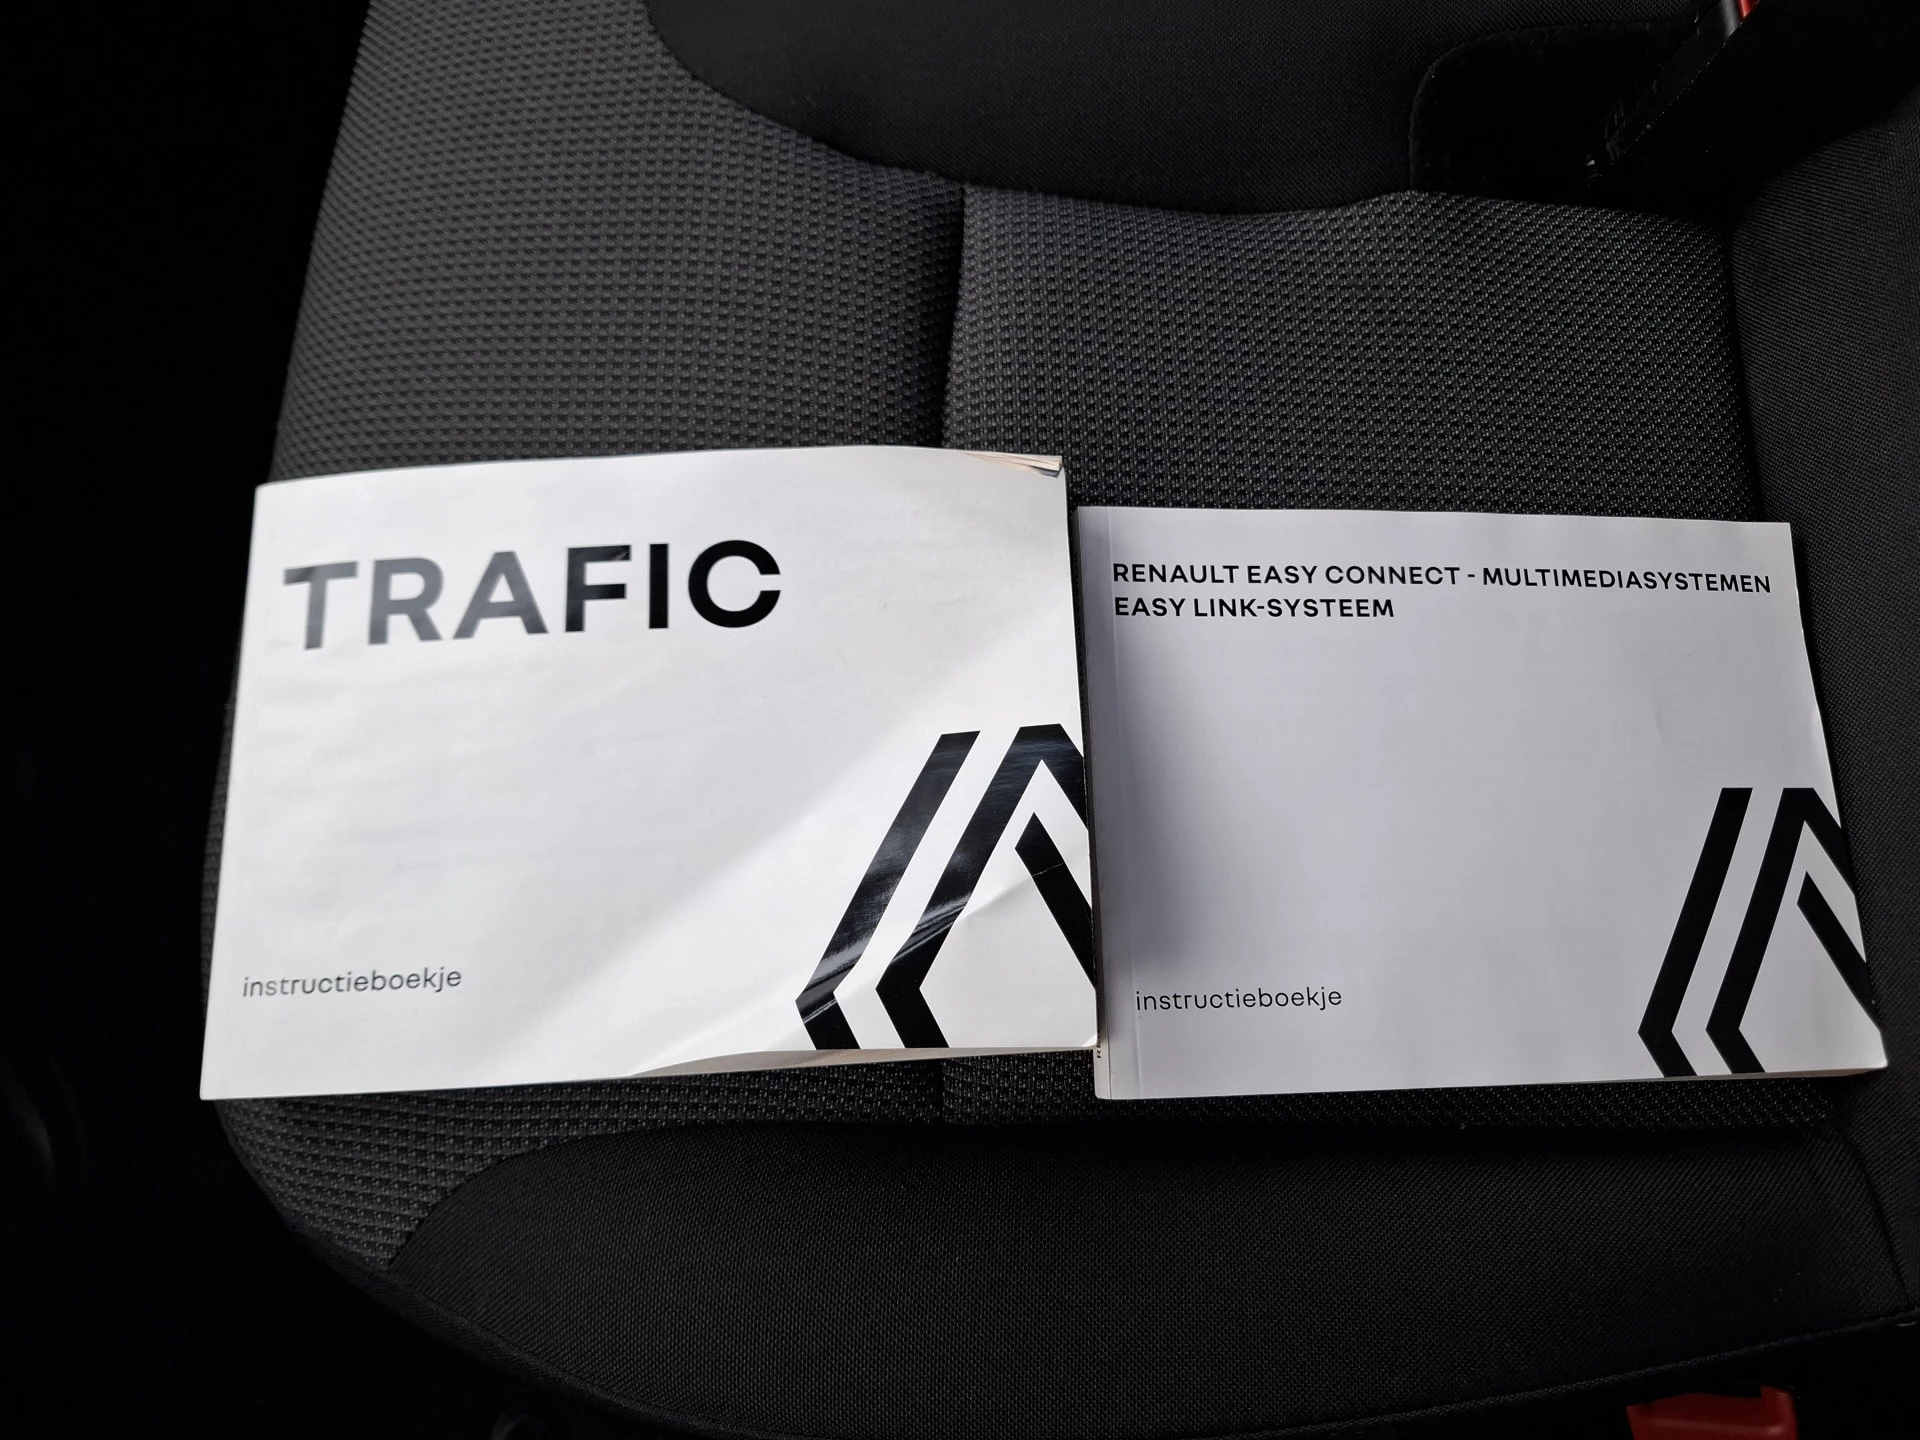 TRAFIC
instructieboekje
RENAULT EASY CONNECT - MULTIMEDIASYSTEMEN
EASY LINK-SYSTEEM
instructieboekje